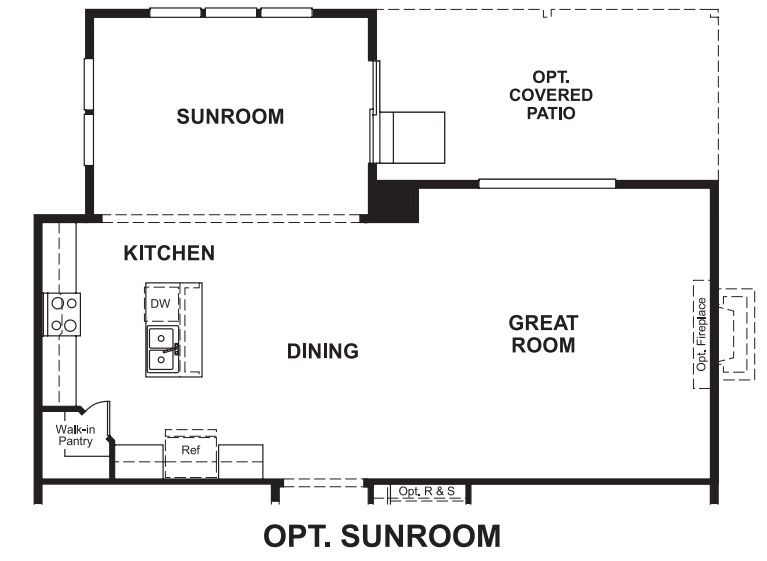 OPT.
COVERED
PATIO
SUNROOM
KITCHEN
DW
GREAT
ROOM
DINING
Opt. Fireplace
Walk-in
Pantry
Ref
Opt. R & S
OPT. SUNROOM